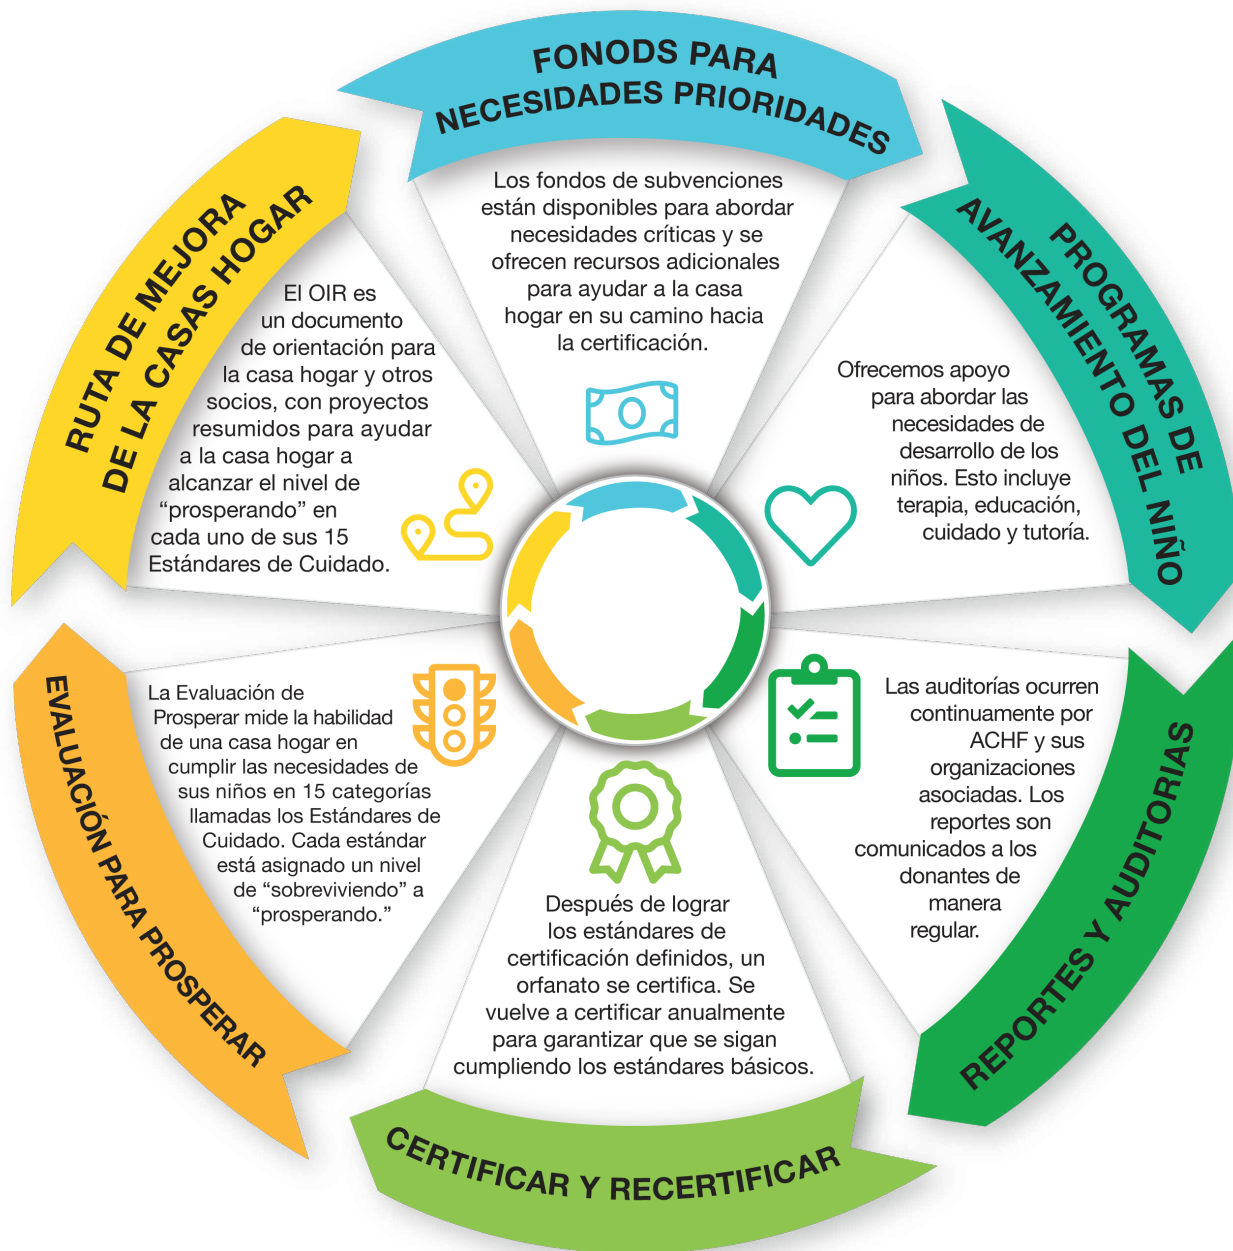 FONODS PARA
NECESIDADES PRIORIDADES
Los fondos de subvenciones
están disponibles para abordar
necesidades críticas y se
ofrecen recursos adicionales
para ayudar a la casa
hogar en su camino hacia
la certificación.
PROGRAMAS DE
AVANZAMIENTO DEL NIÑO
Ofrecemos apoyo
para abordar las
necesidades de
desarrollo de los
niños. Esto incluye
terapia, educación,
cuidado y tutoría.
REPORTES Y AUDITORIAS
Las auditorías ocurren
continuamente por
ACHF y sus
organizaciones
asociadas. Los
reportes son
comunicados a los
donantes de
manera
regular.
CERTIFICAR Y RECERTIFICAR
Después de lograr
los estándares de
certificación definidos, un
orfanato se certifica. Se
vuelve a certificar anualmente
para garantizar que se sigan
cumpliendo los estándares básicos.
EVALUACIÓN PARA PROSPERAR
La Evaluación de
Prosperar mide la habilidad
de una casa hogar en
cumplir las necesidades de
sus niños en 15 categorías
llamadas los Estándares de
Cuidado. Cada estándar
está asignado un nivel
de “sobreviviendo” a
“prosperando.”
RUTA DE MEJORA
DE LA CASAS HOGAR
El OIR es
un documento
de orientación para
la casa hogar y otros
socios, con proyectos
resumidos para ayudar
a la casa hogar a
alcanzar el nivel de
“prosperando” en
cada uno de sus 15
Estándares de Cuidado.